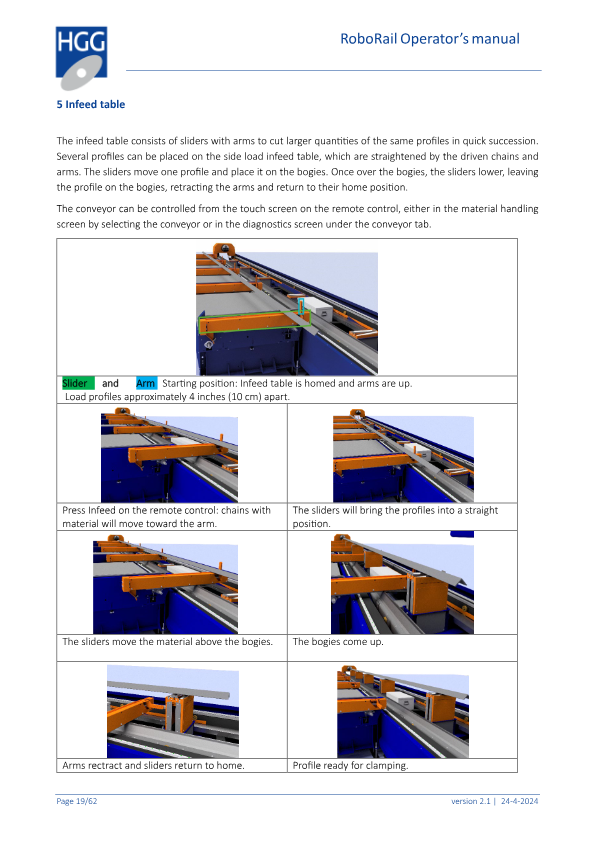 HGG
RoboRail Operator's manual
5 Infeed table
The infeed table consists of sliders with arms to cut larger quantities of the same profiles in quick succession.
Several profiles can be placed on the side load infeed table, which are straightened by the driven chains and
arms. The sliders move one profile and place it on the bogies. Once over the bogies, the sliders lower, leaving
the profile on the bogies, retracting the arms and return to their home position.
The conveyor can be controlled from the touch screen on the remote control, either in the material handling
screen by selecting the conveyor or in the diagnostics screen under the conveyor tab.
Slider and Arm Starting position: Infeed table is homed and arms are up.
Load profiles approximately 4 inches (10 cm) apart.
Press Infeed on the remote control: chains with
material will move toward the arm.
The sliders will bring the profiles into a straight
position.
The sliders move the material above the bogies.
The bogies come up.
Arms rectract and sliders return to home.
Profile ready for clamping.
Page 19/62
version 2.1 | 24-4-2024